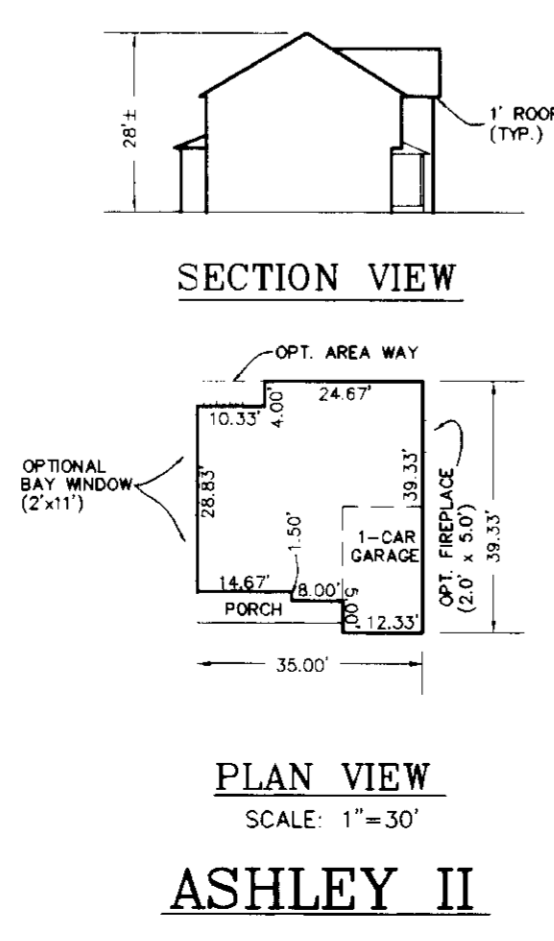 28'±
1' ROOF
(TYP.)
SECTION VIEW
OPT. AREA WAY
24.67'
10.33'
4.00'
OPTIONAL
BAY WINDOW
(2'x11')
28.83'
39.33'
1-CAR
GARAGE
OPT. FIREPLACE
(2.0' x 5.0')
39.33'
1.50'
14.67'
8.00'
5.00'
12.33'
PORCH
35.00'
PLAN VIEW
SCALE: 1"=30'
ASHLEY II